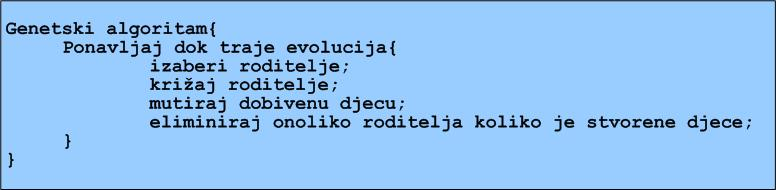 Genetski algoritam{
Ponavljaj dok traje evolucija{
izaberi roditelje;
križaj roditelje;
mutiraj dobivenu djecu;
eliminiraj onoliko roditelja koliko je stvorene djece;
}
}